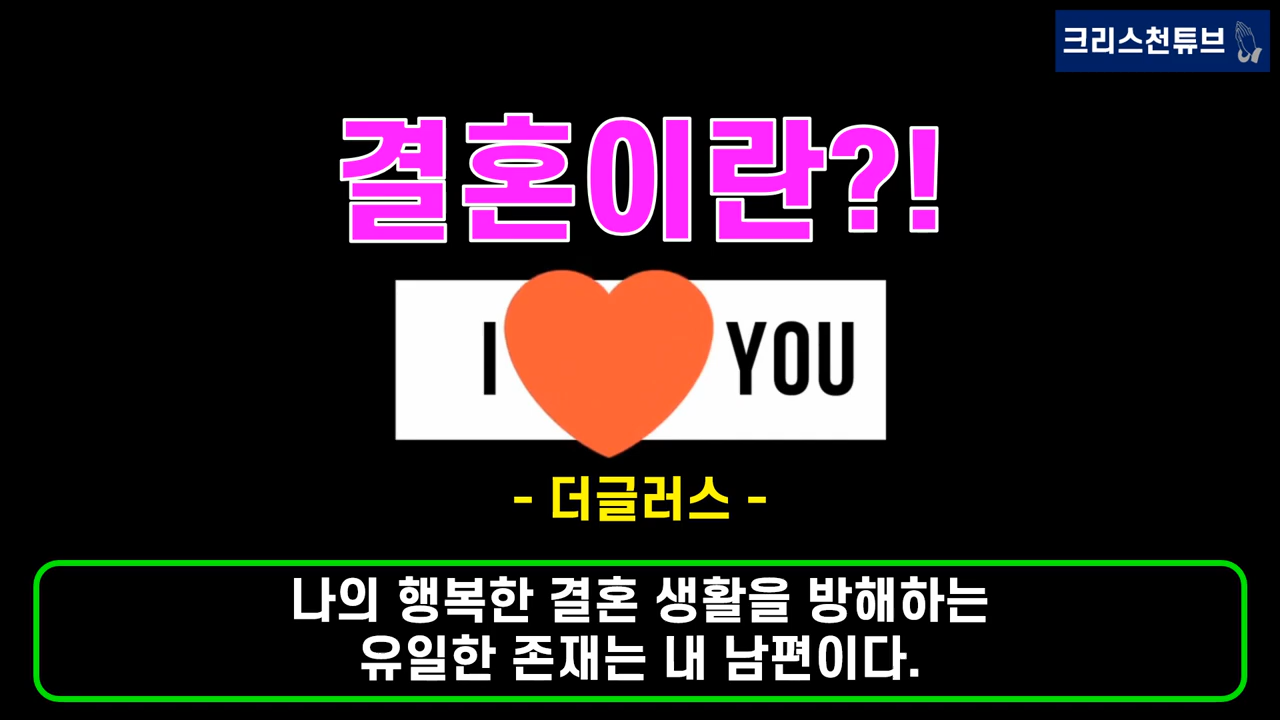 크리스천튜브
결혼이란?!
I YOU
- 더글러스 -
나의 행복한 결혼 생활을 방해하는
유일한 존재는 내 남편이다.